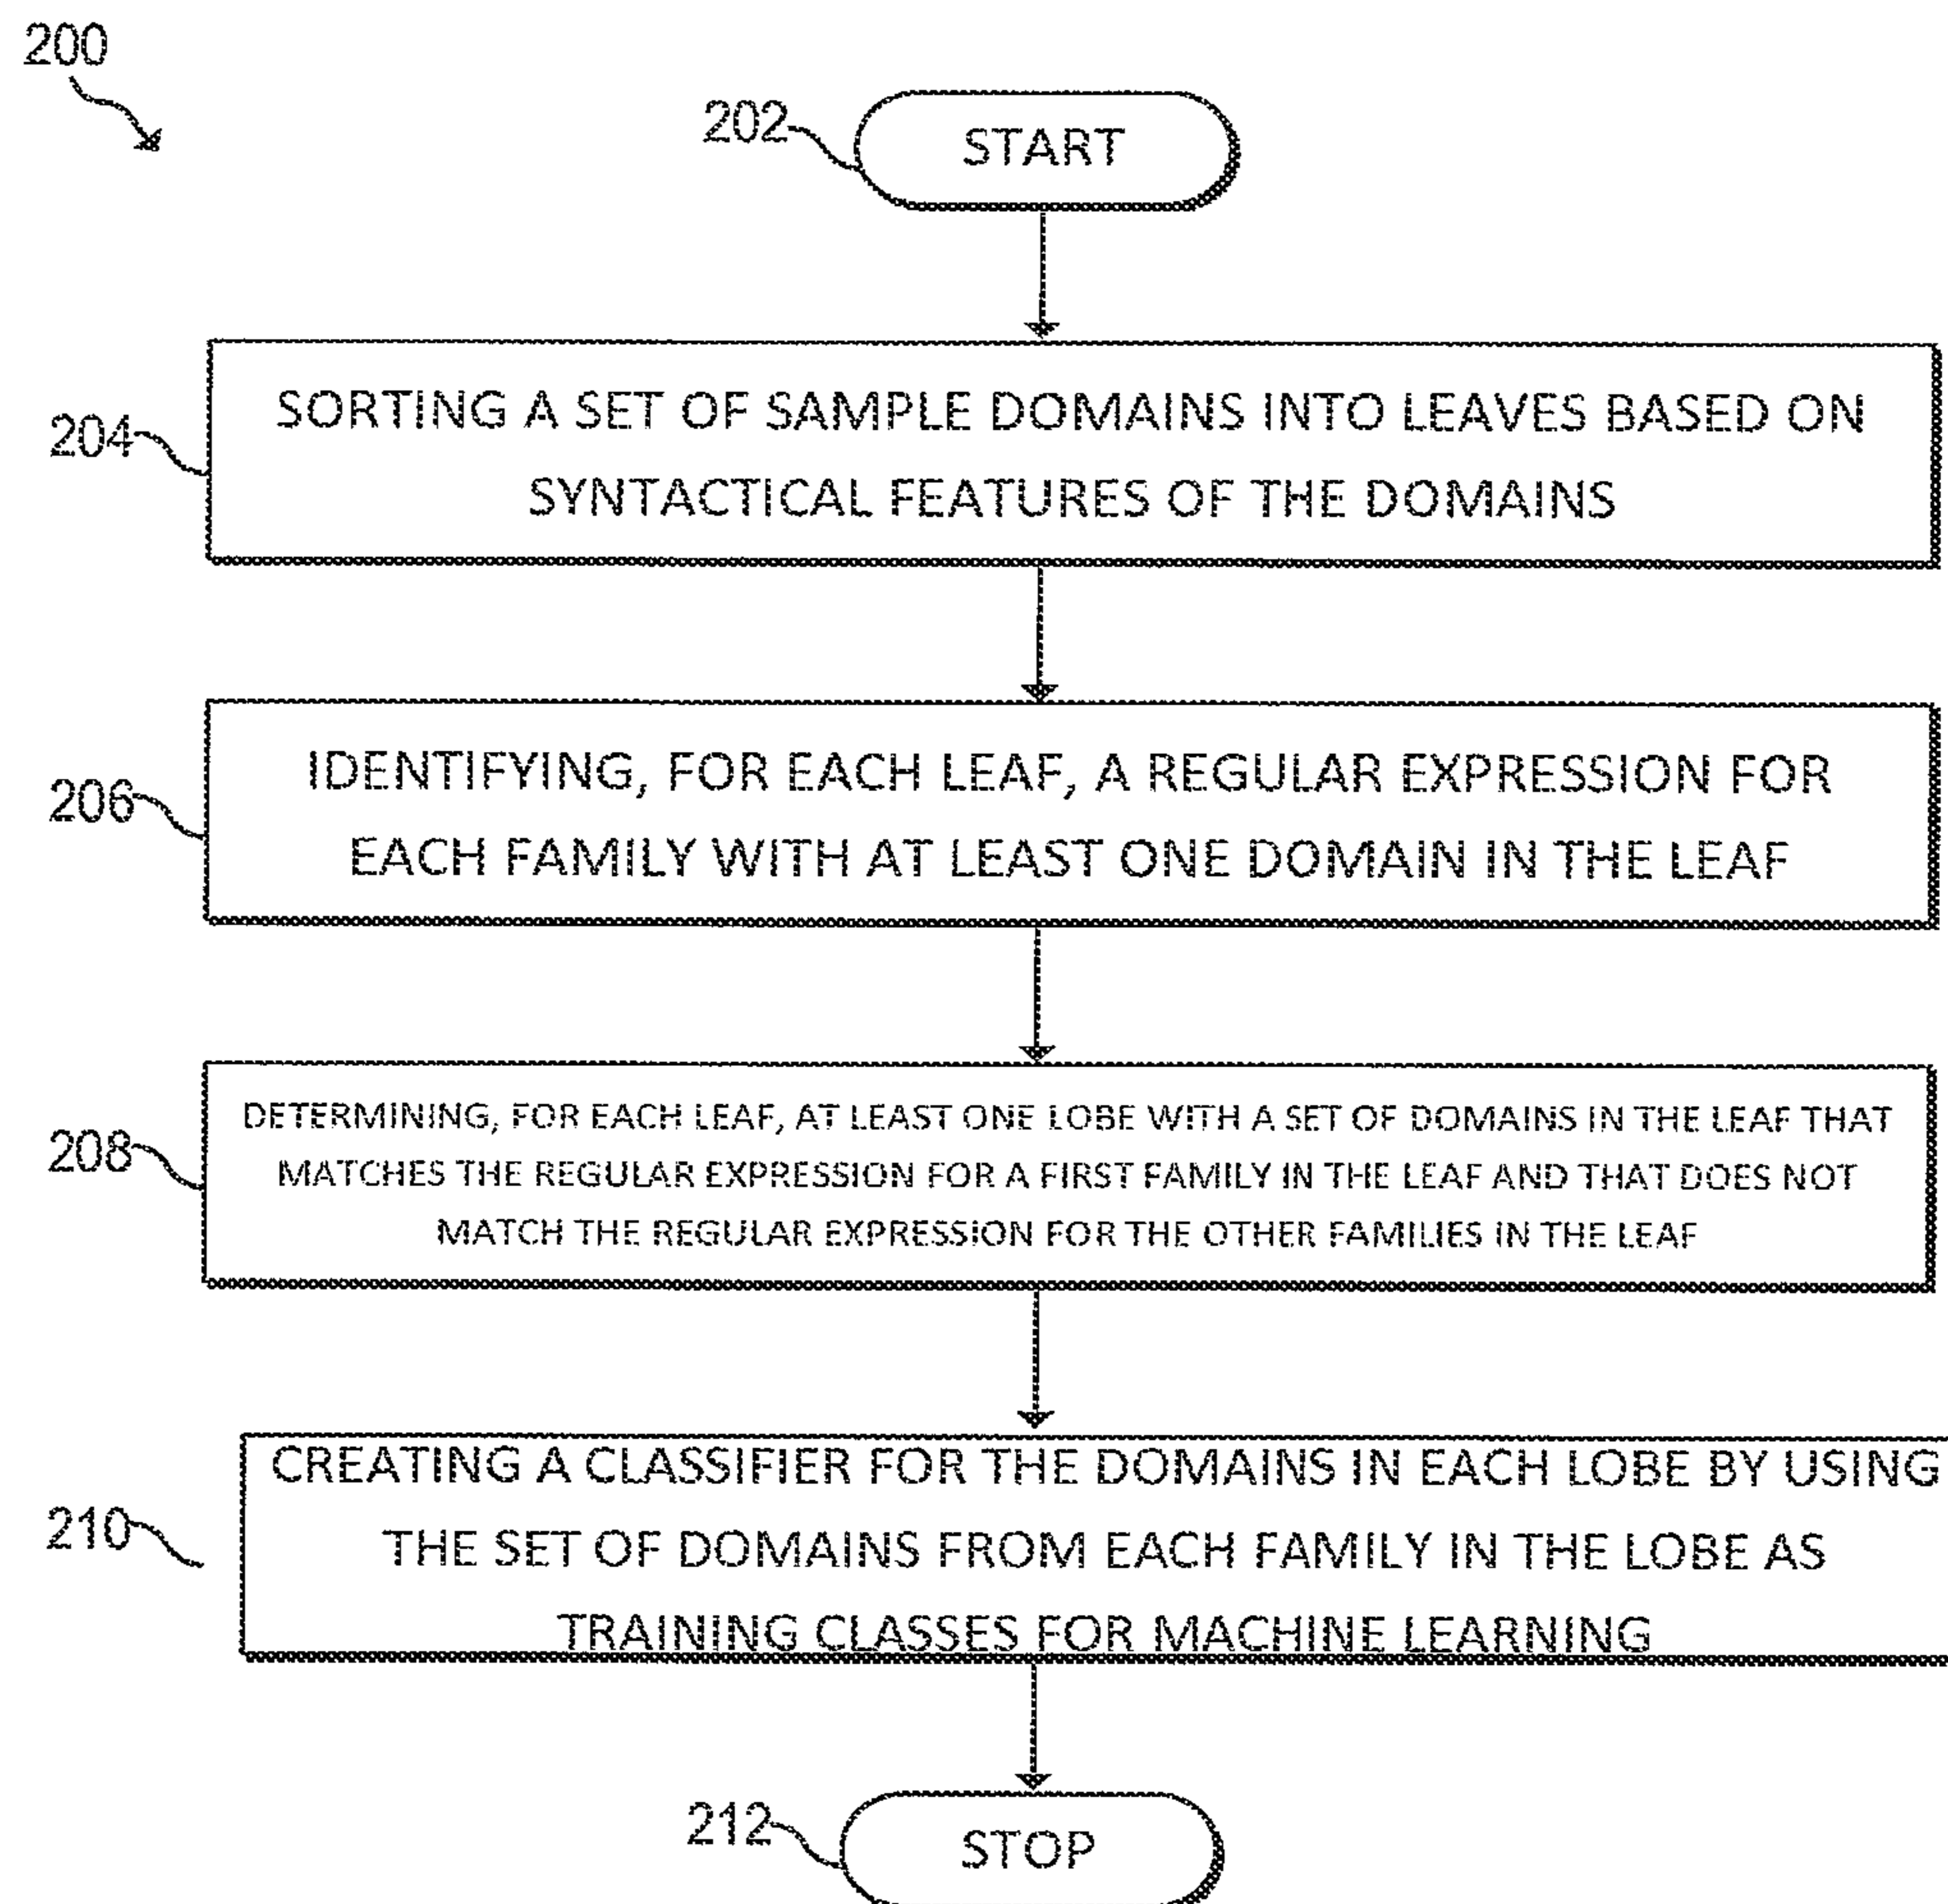 200
202
START
204
SORTING A SET OF SAMPLE DOMAINS INTO LEAVES BASED ON
SYNTACTICAL FEATURES OF THE DOMAINS
206
IDENTIFYING, FOR EACH LEAF, A REGULAR EXPRESSION FOR
EACH FAMILY WITH AT LEAST ONE DOMAIN IN THE LEAF
208
DETERMINING, FOR EACH LEAF, AT LEAST ONE LOBE WITH A SET OF DOMAINS IN THE LEAF THAT
MATCHES THE REGULAR EXPRESSION FOR A FIRST FAMILY IN THE LEAF AND THAT DOES NOT
MATCH THE REGULAR EXPRESSION FOR THE OTHER FAMILIES IN THE LEAF
210
CREATING A CLASSIFIER FOR THE DOMAINS IN EACH LOBE BY USING
THE SET OF DOMAINS FROM EACH FAMILY IN THE LOBE AS
TRAINING CLASSES FOR MACHINE LEARNING
212
STOP